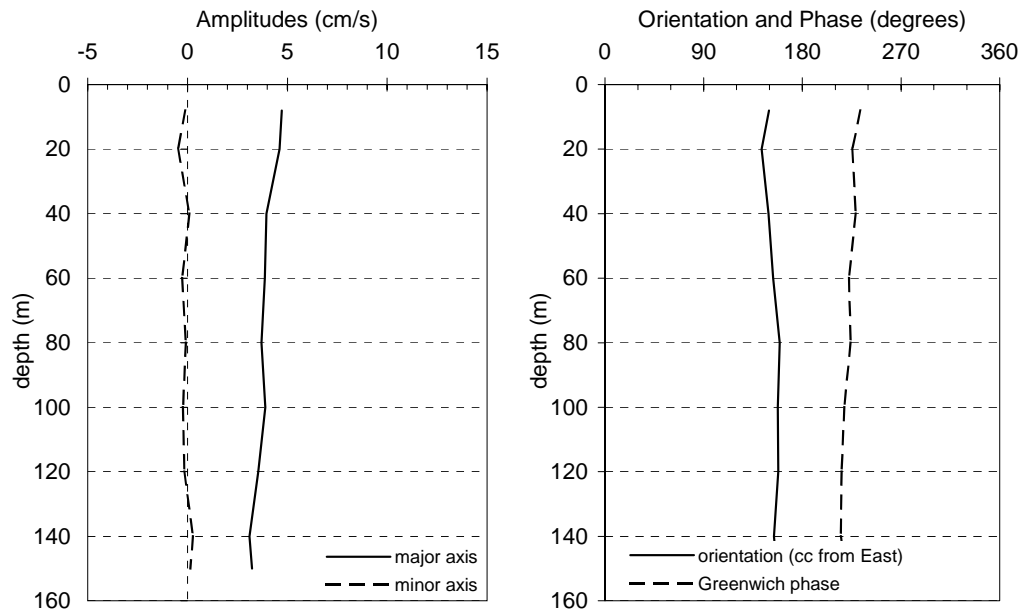 Amplitudes (cm/s)
-5 0 5 10 15
0
20
40
60
80
100
120
140
160
depth (m)
major axis
minor axis
Orientation and Phase (degrees)
0 90 180 270 360
0
20
40
60
80
100
120
140
160
depth (m)
orientation (cc from East)
Greenwich phase